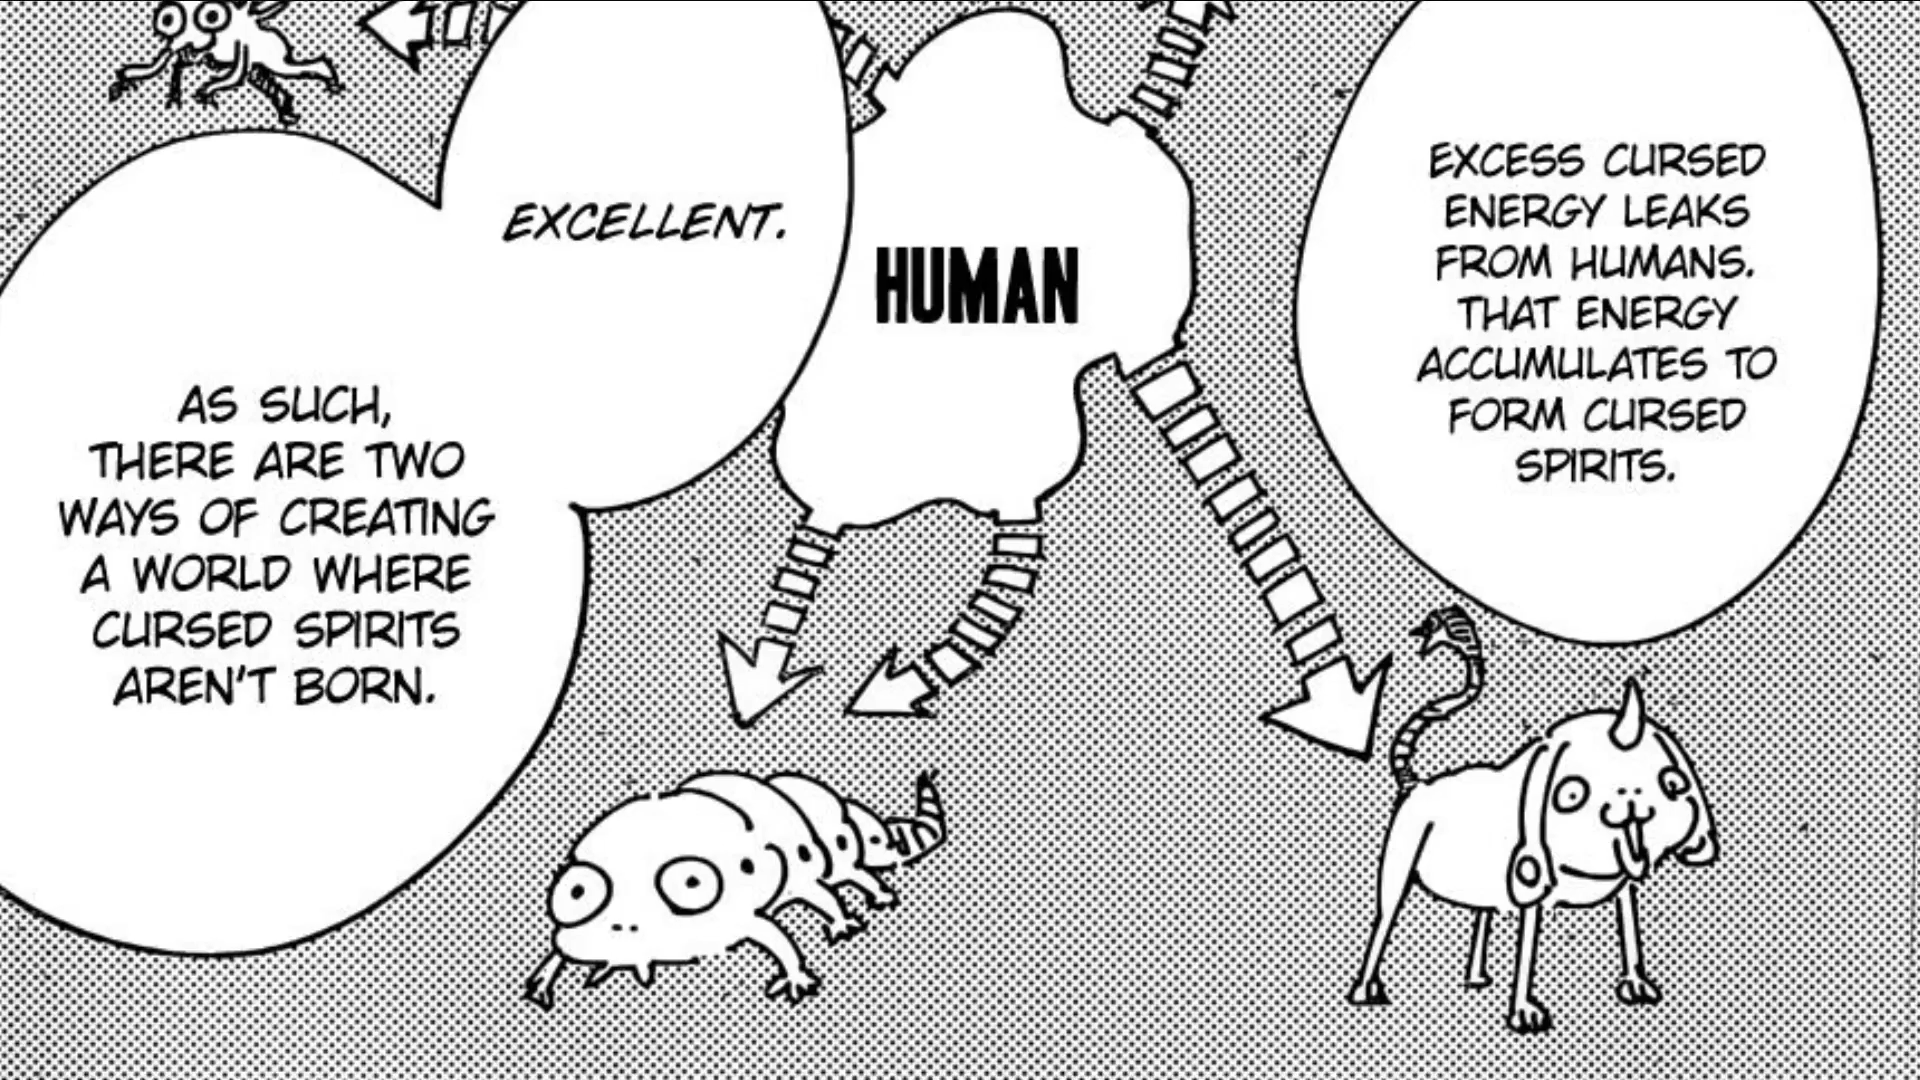 EXCESS CURSED
ENERGY LEAKS
FROM HUMANS.
THAT ENERGY
ACCUMULATES TO
FORM CURSED
SPIRITS.
HUMAN
EXCELLENT.
AS SUCH,
THERE ARE TWO
WAYS OF CREATING
A WORLD WHERE
CURSED SPIRITS
AREN'T BORN.